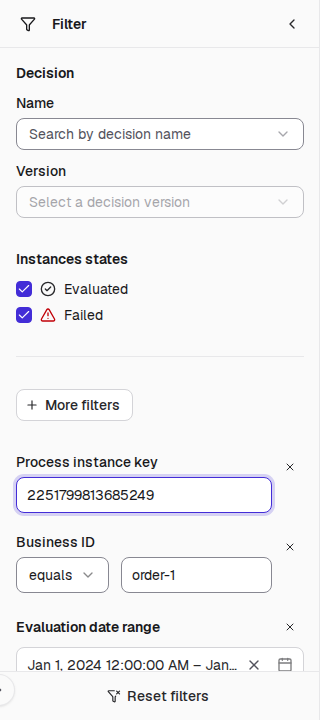 Filter
Decision
Name
Search by decision name
Version
Select a decision version
Instances states
Evaluated
Failed
More filters
Process instance key
2251799813685249
Business ID
equals order-1
Evaluation date range
Jan 1, 2024 12:00:00 AM – Jan...
Reset filters